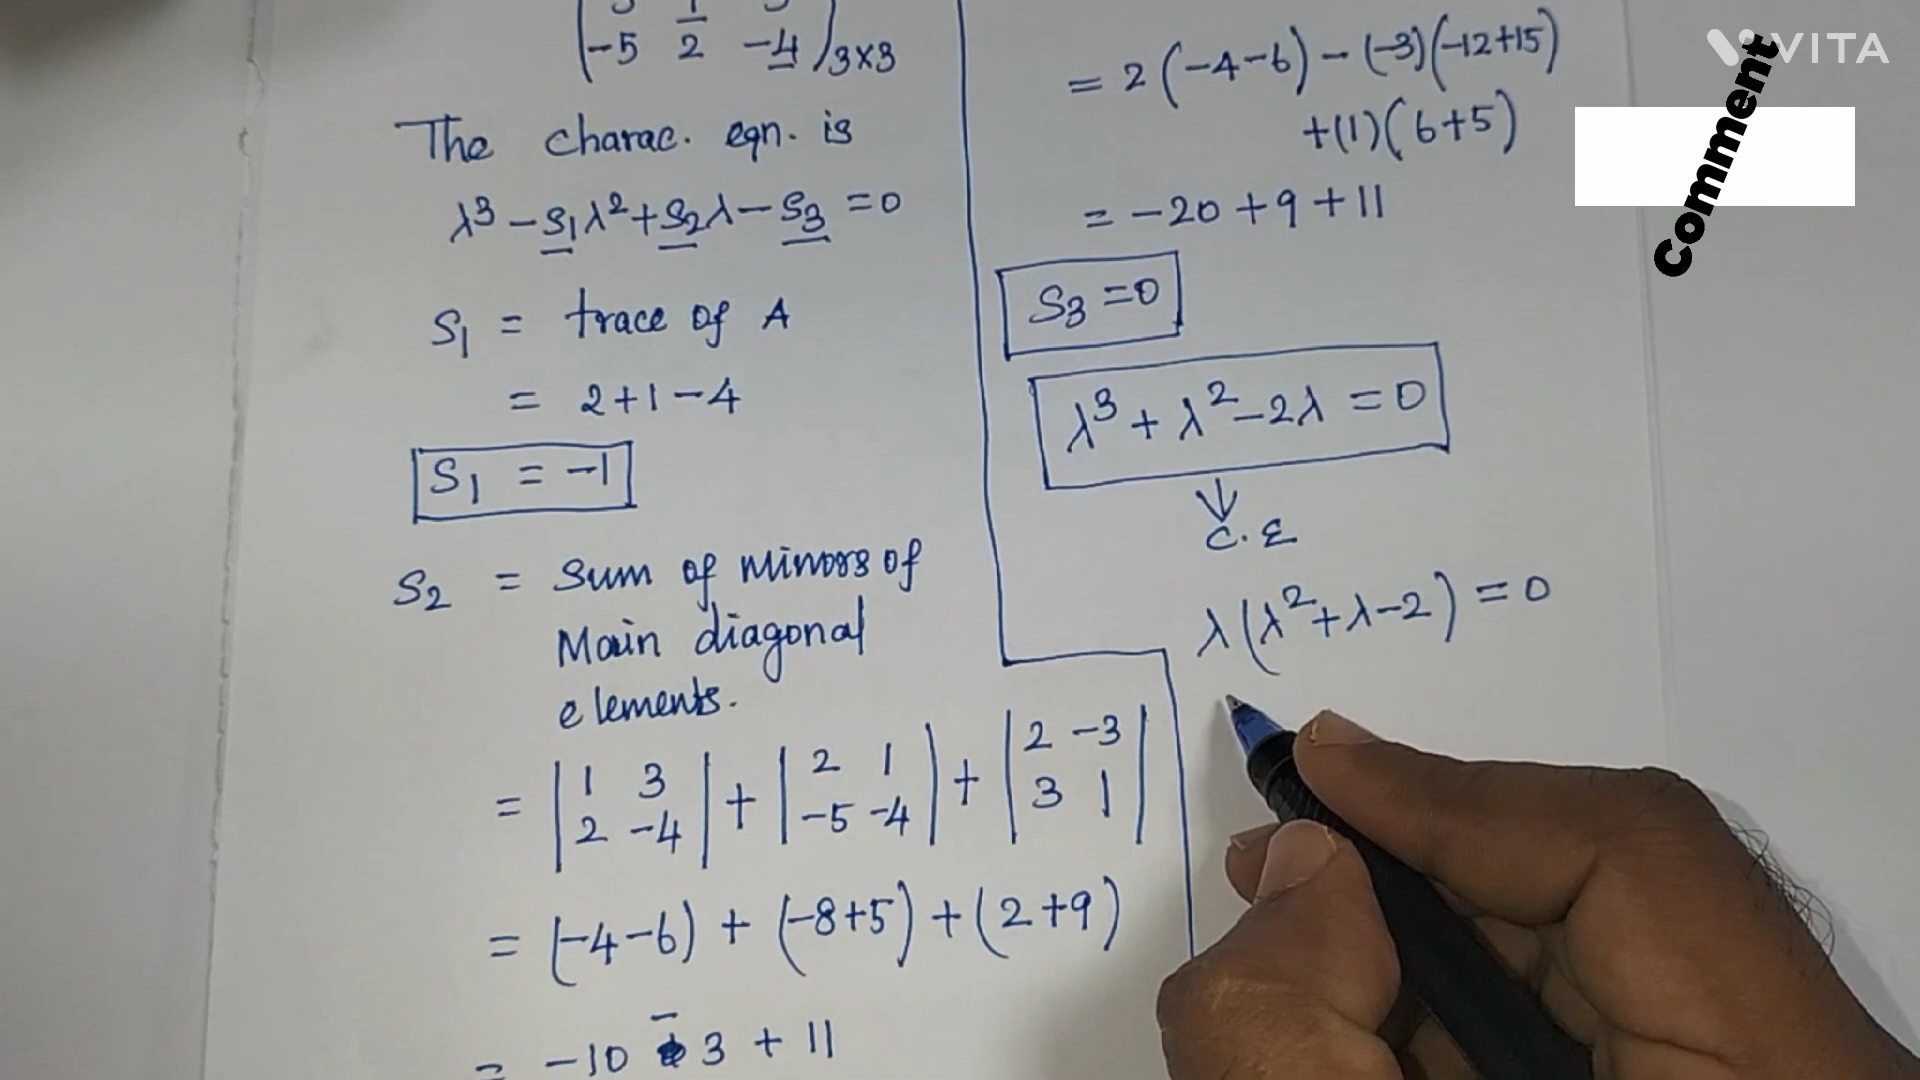 -5 2 -4 3x3
The charac. eqn. is
λ³ - S₁λ² + S₂λ - S₃ = 0
S₁ = trace of A
= 2+1-4
S₁ = -1
S₂ = Sum of minors of
Main diagonal
elements.
= |1 3| + |2 1| + |2 -3|
|2 -4| |-5 -4| |3 1|
= (-4-6) + (-8+5) + (2+9)
= -10 - 3 + 11
= 2(-4-6) - (-3)(-12+15)
+(1)(6+5)
= -20 + 9 + 11
S₃ = 0
λ³ + λ² - 2λ = 0
C.E
λ(λ² + λ - 2) = 0
VITA
Comment